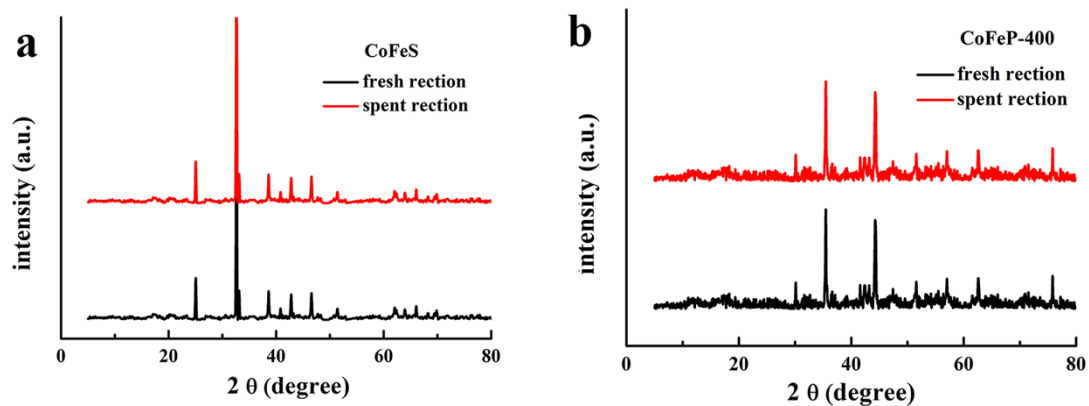 a
CoFeS
fresh rection
spent rection
intensity (a.u.)
0 20 40 60 80
2 θ (degree)
b
CoFeP-400
fresh rection
spent rection
intensity (a.u.)
0 20 40 60 80
2 θ (degree)